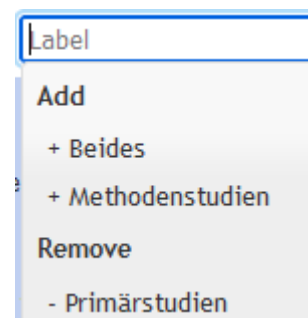 Label
Add
+ Beides
+ Methodenstudien
Remove
- Primärstudien